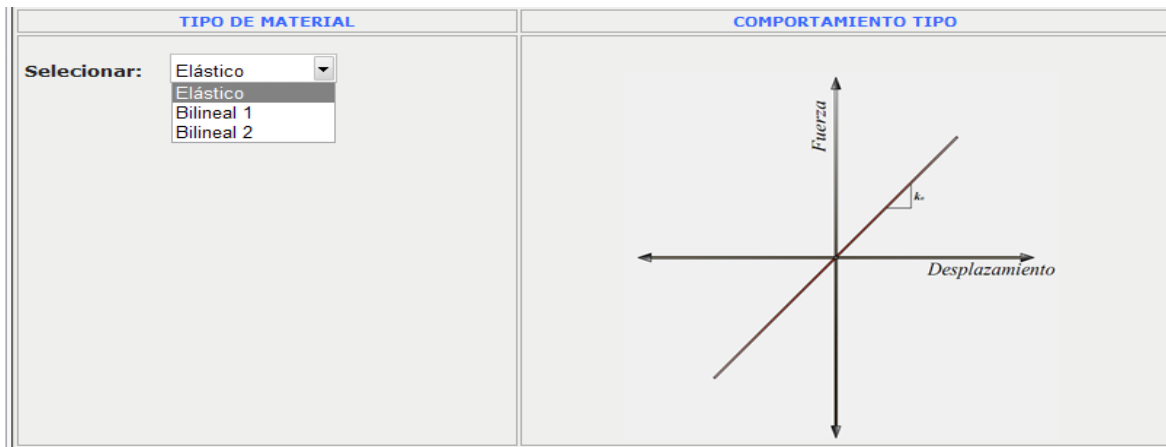 TIPO DE MATERIAL
COMPORTAMIENTO TIPO
Selecionar:
Elástico
Elástico
Bilineal 1
Bilineal 2
Fuerza
Desplazamiento